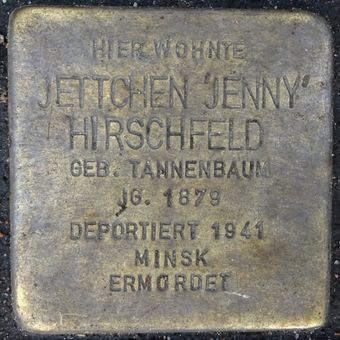 HIER WOHNTE
JETTCHEN "JENNY"
HIRSCHFELD
GEB. TANNENBAUM
JG. 1879
DEPORTIERT 1941
MINSK
ERMORDET